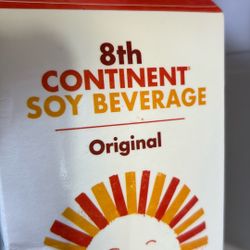 8th
CONTINENT
SOY BEVERAGE
Original